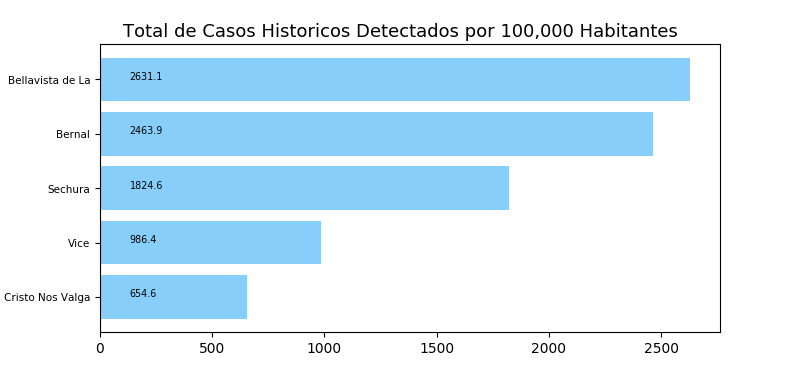 Total de Casos Historicos Detectados por 100,000 Habitantes
Bellavista de La
2631.1
Bernal
2463.9
Sechura
1824.6
Vice
986.4
Cristo Nos Valga
654.6
0 500 1000 1500 2000 2500